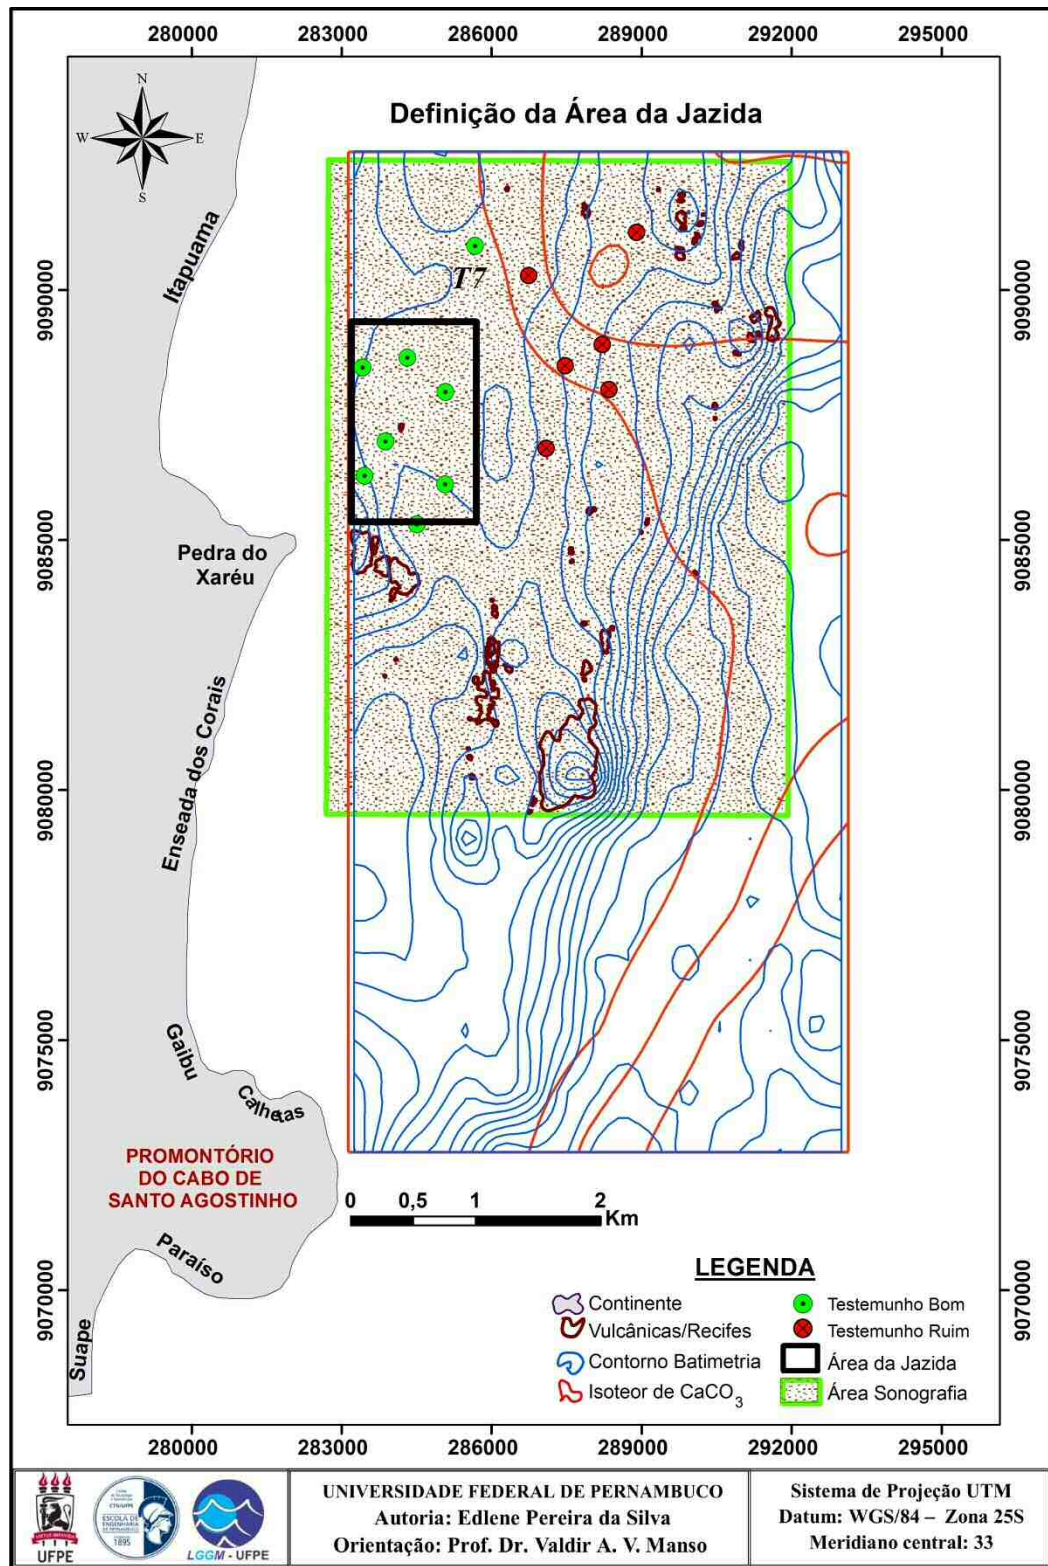 280000 283000 286000 289000 292000 295000
Definição da Área da Jazida
N
W E
S
Itapuama
T7
9090000
9090000
9085000
9085000
Pedra do
Xaréu
Enseada dos Corais
9080000
9080000
9075000
9075000
Gaibu
Calhetas
PROMONTÓRIO
DO CABO DE
SANTO AGOSTINHO
0 0,5 1 2
Km
Paraíso
9070000
9070000
Suape
LEGENDA
Continente
Vulcânicas/Recifes
Contorno Batimetria
Isoteor de CaCO3
Testemunho Bom
Testemunho Ruim
Área da Jazida
Área Sonografia
280000 283000 286000 289000 292000 295000
UFPE
ESCOLA DE
ENGENHARIA
1895
LGGM - UFPE
UNIVERSIDADE FEDERAL DE PERNAMBUCO
Autoria: Edlene Pereira da Silva
Orientação: Prof. Dr. Valdir A. V. Manso
Sistema de Projeção UTM
Datum: WGS/84 – Zona 25S
Meridiano central: 33